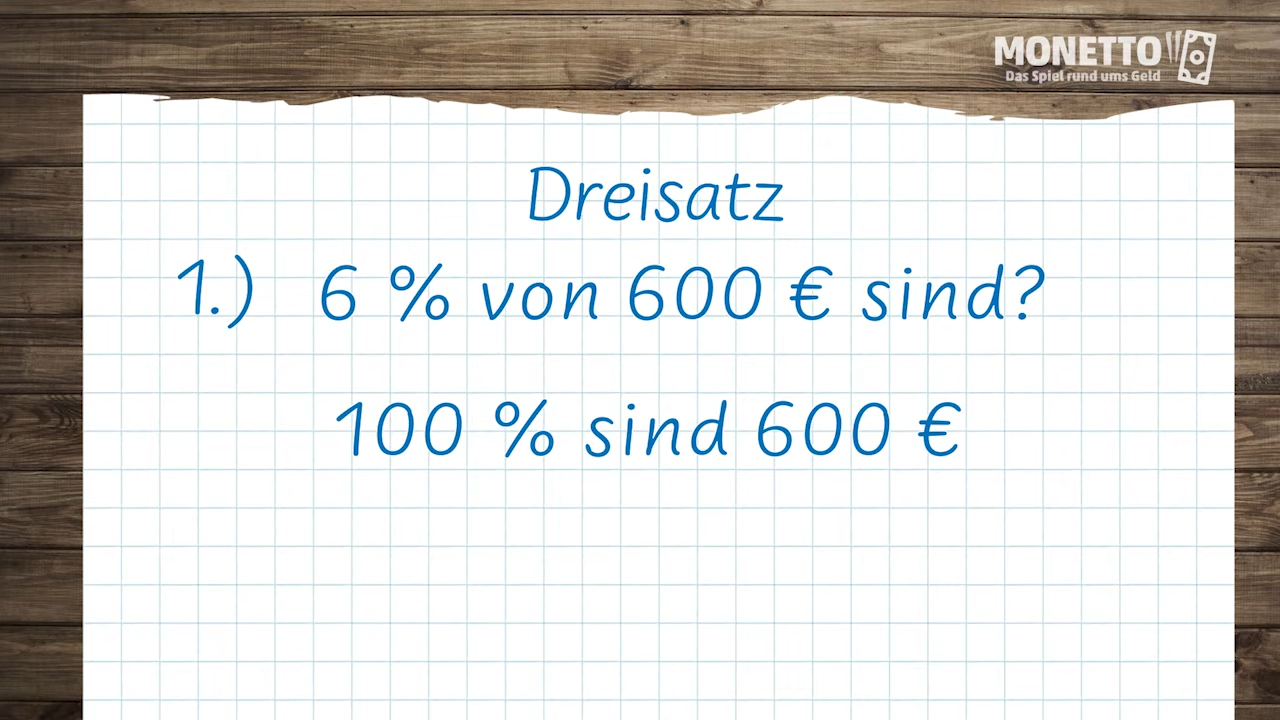 MONETTO
Das Spiel rund ums Geld
Dreisatz
1.) 6 % von 600 € sind?
100 % sind 600 €